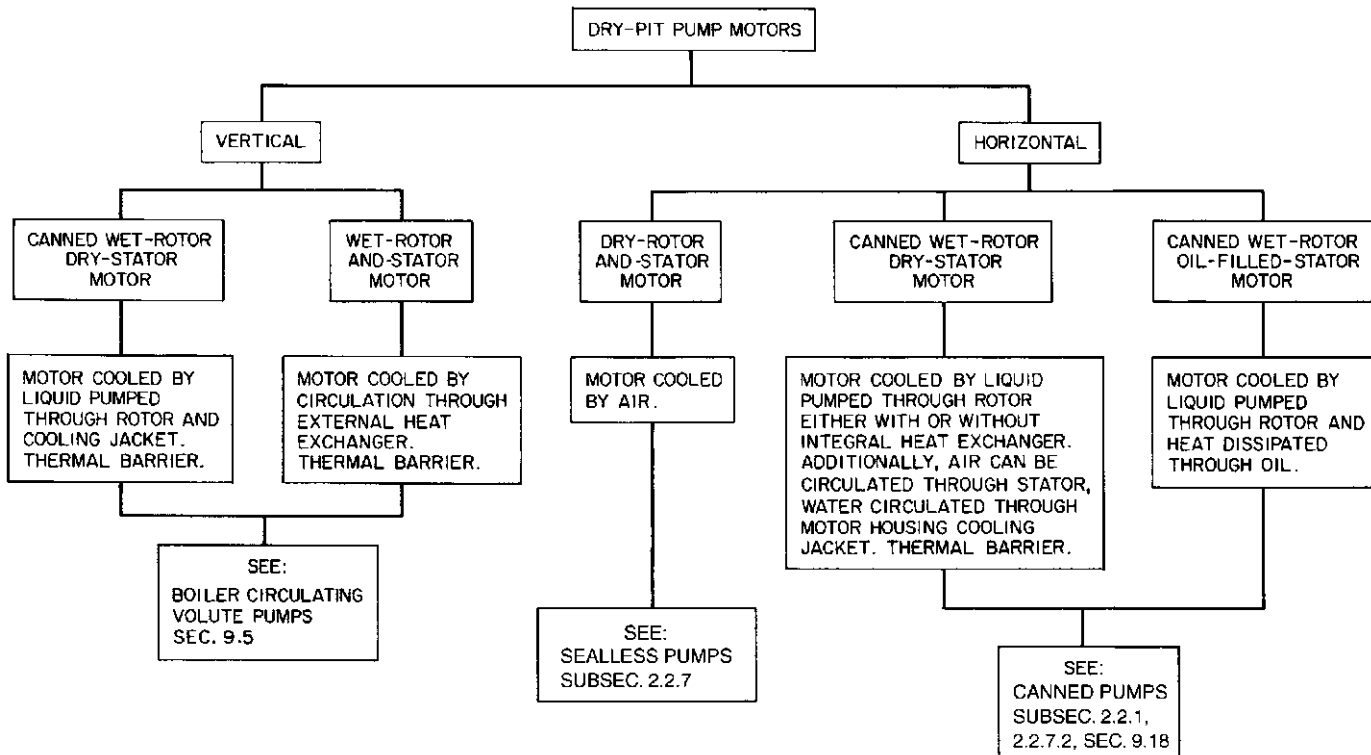 DRY-PIT PUMP MOTORS
VERTICAL
HORIZONTAL
CANNED WET-ROTOR
DRY-STATOR
MOTOR
WET-ROTOR
AND-STATOR
MOTOR
DRY-ROTOR
AND-STATOR
MOTOR
CANNED WET-ROTOR
DRY-STATOR
MOTOR
CANNED WET-ROTOR
OIL-FILLED-STATOR
MOTOR
MOTOR COOLED BY
LIQUID PUMPED
THROUGH ROTOR AND
COOLING JACKET.
THERMAL BARRIER.
MOTOR COOLED BY
CIRCULATION THROUGH
EXTERNAL HEAT
EXCHANGER.
THERMAL BARRIER.
MOTOR COOLED
BY AIR.
MOTOR COOLED BY LIQUID
PUMPED THROUGH ROTOR
EITHER WITH OR WITHOUT
INTEGRAL HEAT EXCHANGER.
ADDITIONALLY, AIR CAN BE
CIRCULATED THROUGH STATOR,
WATER CIRCULATED THROUGH
MOTOR HOUSING COOLING
JACKET. THERMAL BARRIER.
MOTOR COOLED BY
LIQUID PUMPED
THROUGH ROTOR AND
HEAT DISSIPATED
THROUGH OIL.
SEE:
BOILER CIRCULATING
VOLUTE PUMPS
SEC. 9.5
SEE:
SEALLESS PUMPS
SUBSEC. 2.2.7
SEE:
CANNED PUMPS
SUBSEC. 2.2.1,
2.2.7.2, SEC. 9.18